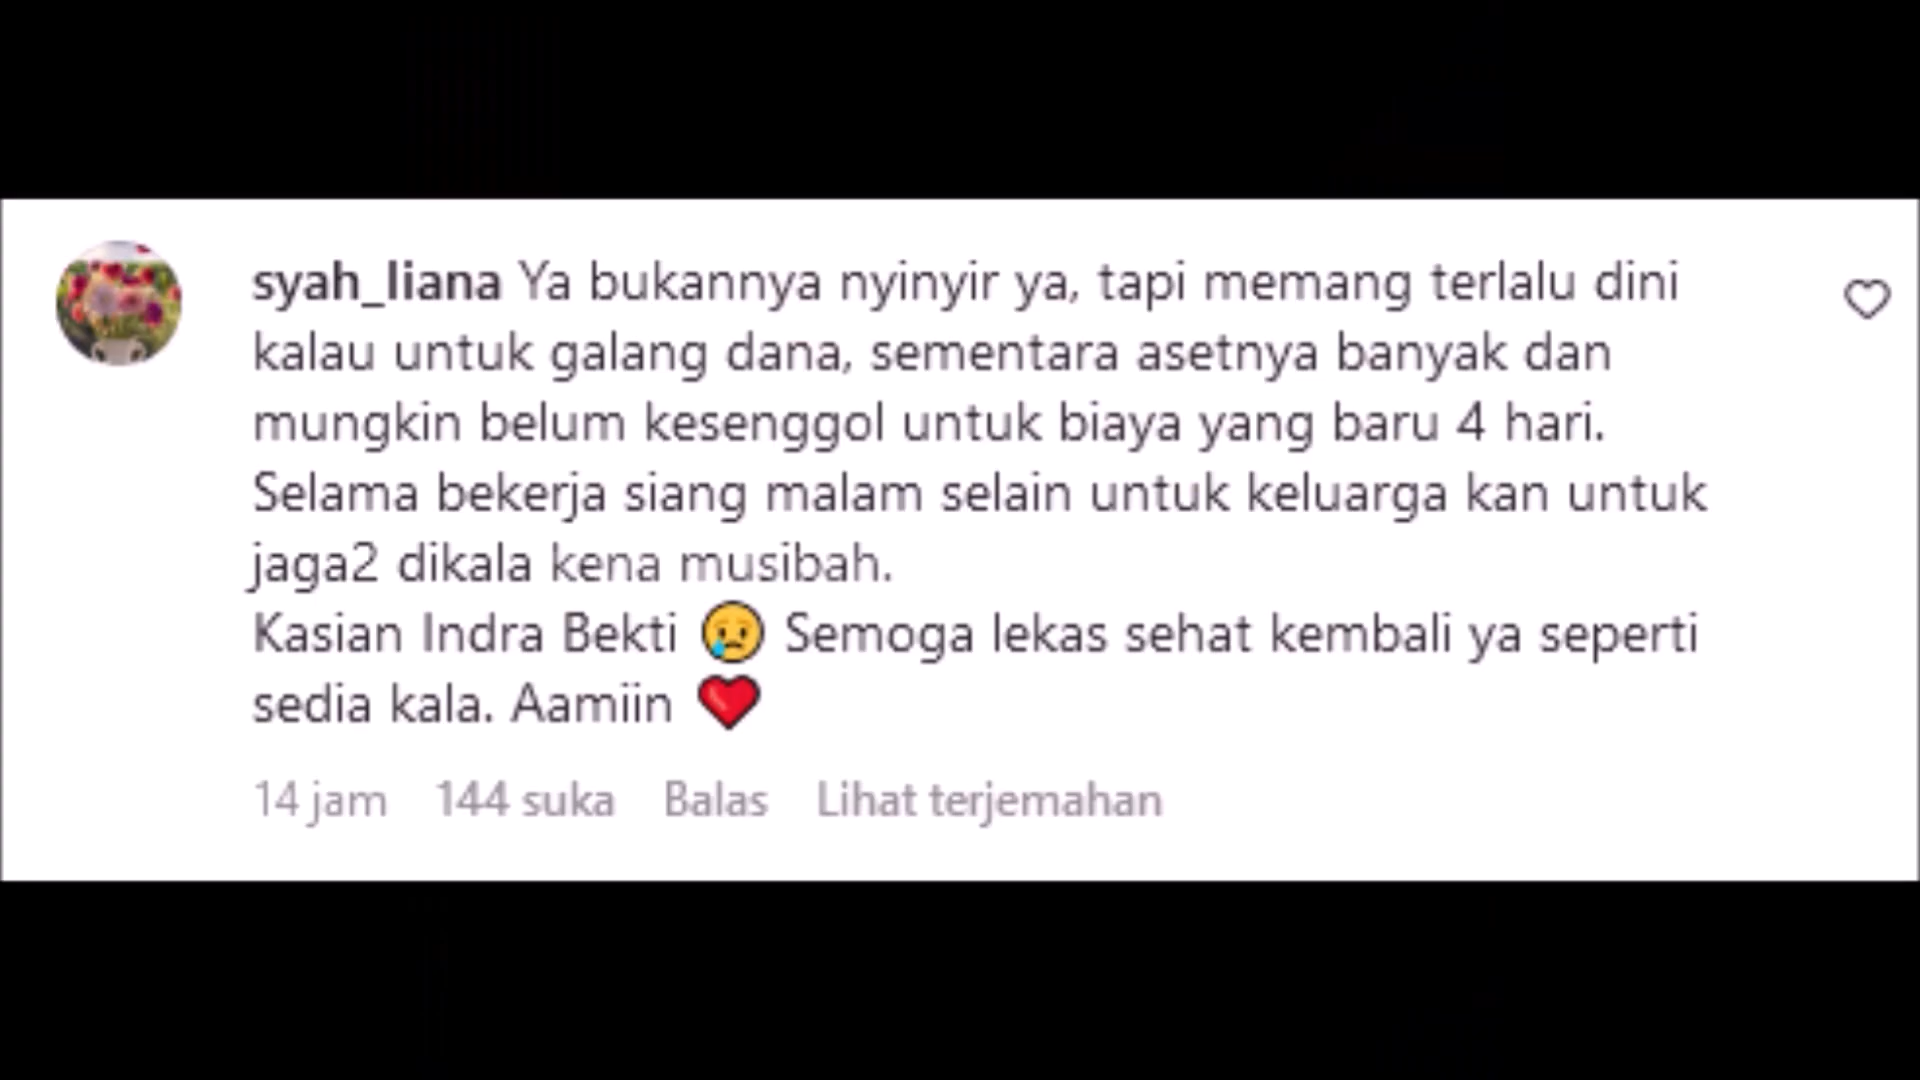 syah_liana Ya bukannya nyinyir ya, tapi memang terlalu dini
kalau untuk galang dana, sementara asetnya banyak dan
mungkin belum kesenggol untuk biaya yang baru 4 hari.
Selama bekerja siang malam selain untuk keluarga kan untuk
jaga2 dikala kena musibah.
Kasian Indra Bekti 😢 Semoga lekas sehat kembali ya seperti
sedia kala. Aamiin ❤️
14 jam 144 suka Balas Lihat terjemahan